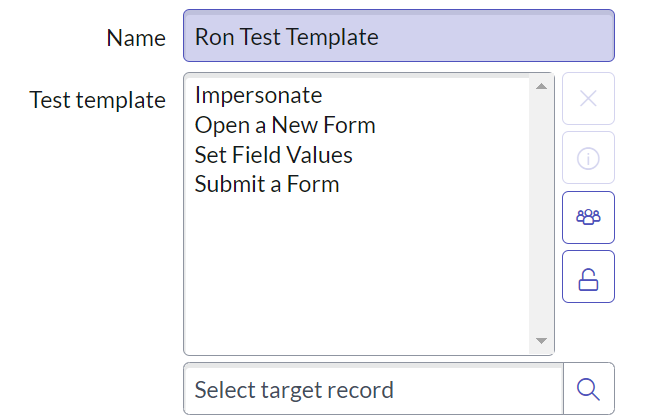 Name
Ron Test Template
Test template
Impersonate
Open a New Form
Set Field Values
Submit a Form
Select target record